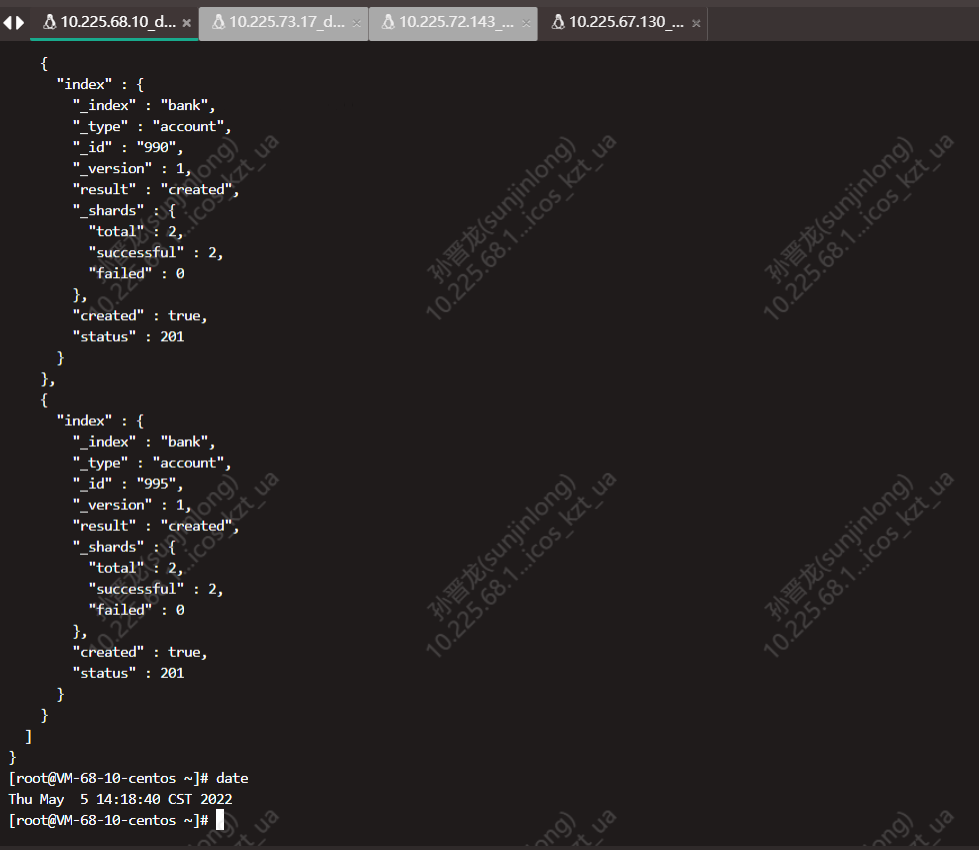 10.225.68.10_d...
10.225.73.17_d...
10.225.72.143_...
10.225.67.130_...
{
"index" : {
"_index" : "bank",
"_type" : "account",
"_id" : "990",
"_version" : 1,
"result" : "created",
"_shards" : {
"total" : 2,
"successful" : 2,
"failed" : 0
},
"created" : true,
"status" : 201
}
},
{
"index" : {
"_index" : "bank",
"_type" : "account",
"_id" : "995",
"_version" : 1,
"result" : "created",
"_shards" : {
"total" : 2,
"successful" : 2,
"failed" : 0
},
"created" : true,
"status" : 201
}
}
]
}
[root@VM-68-10-centos ~]# date
Thu May  5 14:18:40 CST 2022
[root@VM-68-10-centos ~]#
孙晋龙(sunjinlong)
10.225.68.1...icos_kzt_ua
孙晋龙(sunjinlong)
10.225.68.1...icos_kzt_ua
孙晋龙(sunjinlong)
10.225.68.1...icos_kzt_ua
孙晋龙(sunjinlong)
10.225.68.1...icos_kzt_ua
孙晋龙(sunjinlong)
10.225.68.1...icos_kzt_ua
孙晋龙(sunjinlong)
10.225.68.1...icos_kzt_ua
ong)
kzt_ua
ong)
kzt_ua
ong)
kzt_ua